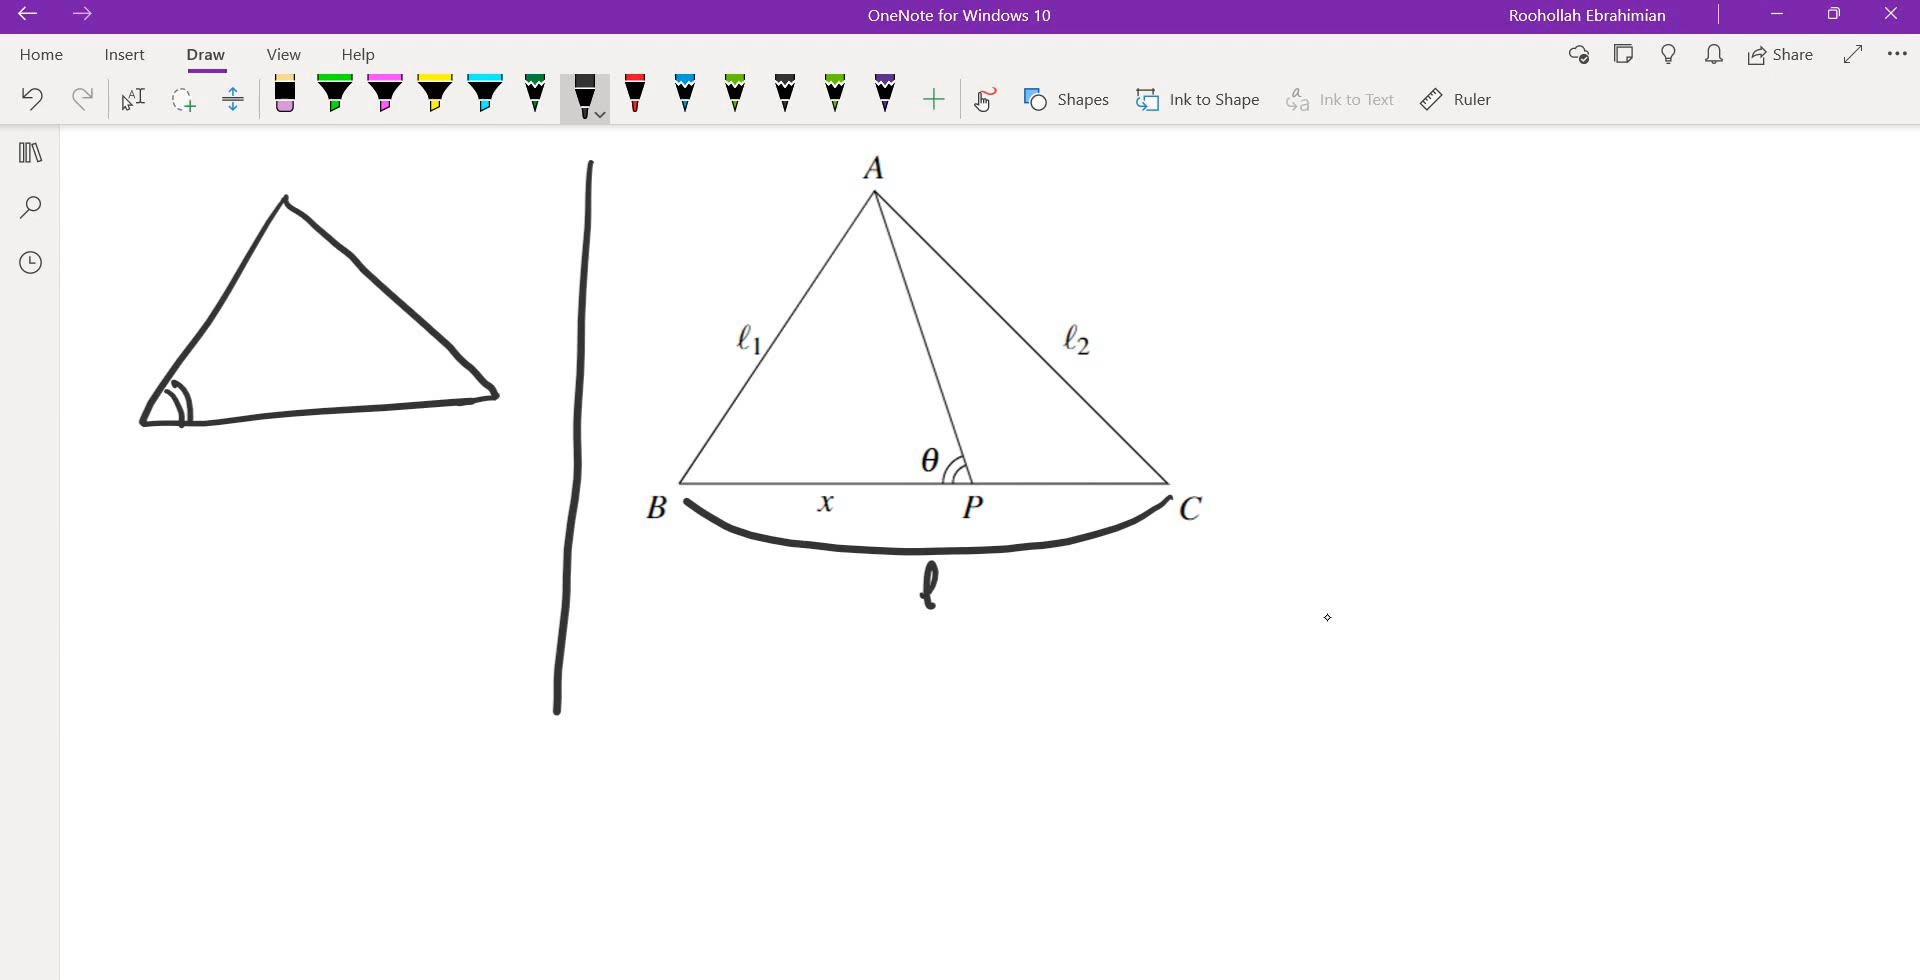 OneNote for Windows 10
Roohollah Ebrahimian
Home Insert Draw View Help
Share
Shapes Ink to Shape Ink to Text Ruler
A
ℓ1
ℓ2
θ
B x P C
ℓ